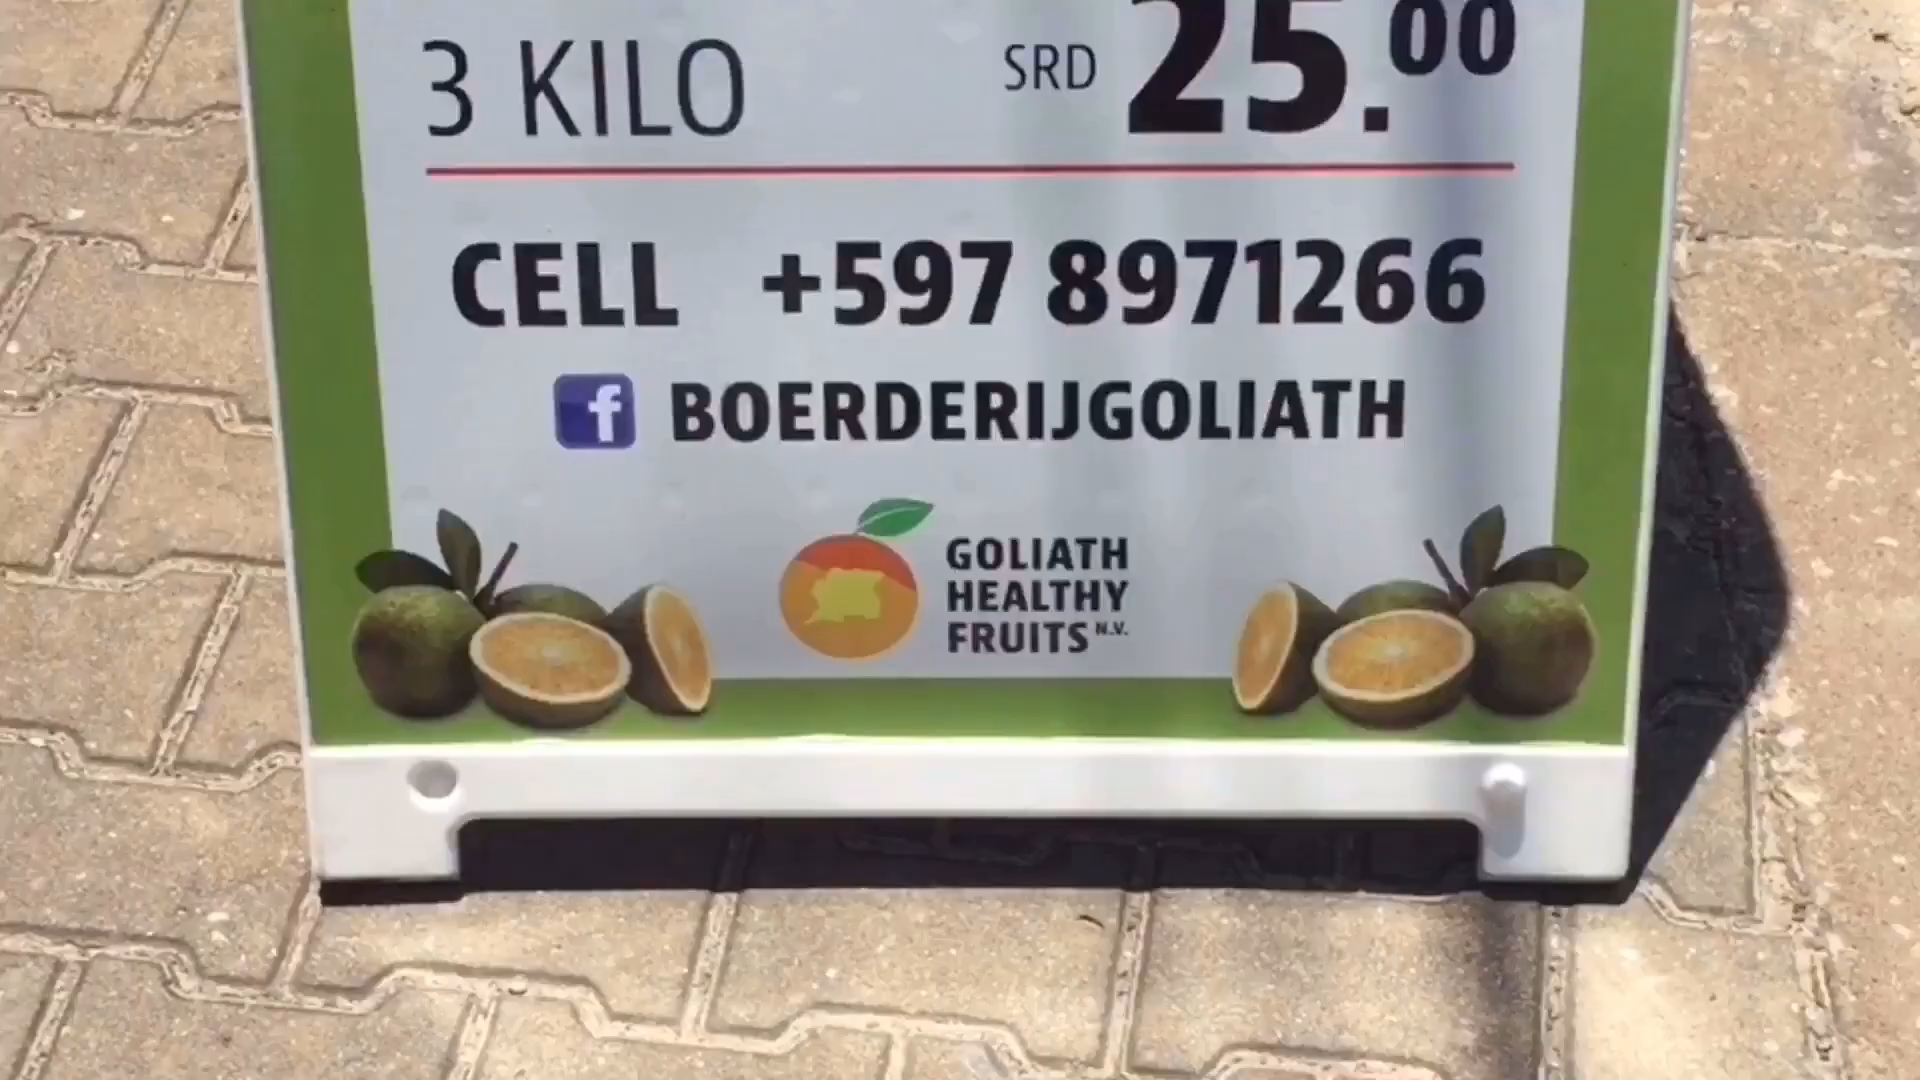 3 KILO SRD 25.00
CELL +597 8971266
f BOERDERIJGOLIATH
GOLIATH
HEALTHY
FRUITS N.V.